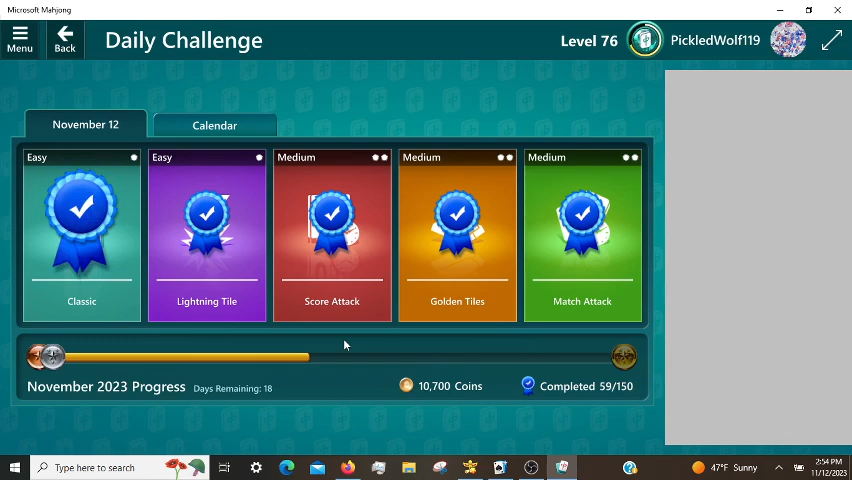 Microsoft Mahjong
Menu
Back
Daily Challenge
Level 76
PickledWolf119
November 12
Calendar
Easy
Easy
Medium
Medium
Medium
Classic
Lightning Tile
Score Attack
Golden Tiles
Match Attack
November 2023 Progress
Days Remaining: 18
10,700 Coins
Completed 59/150
Type here to search
47°F Sunny
2:54 PM
11/12/2023